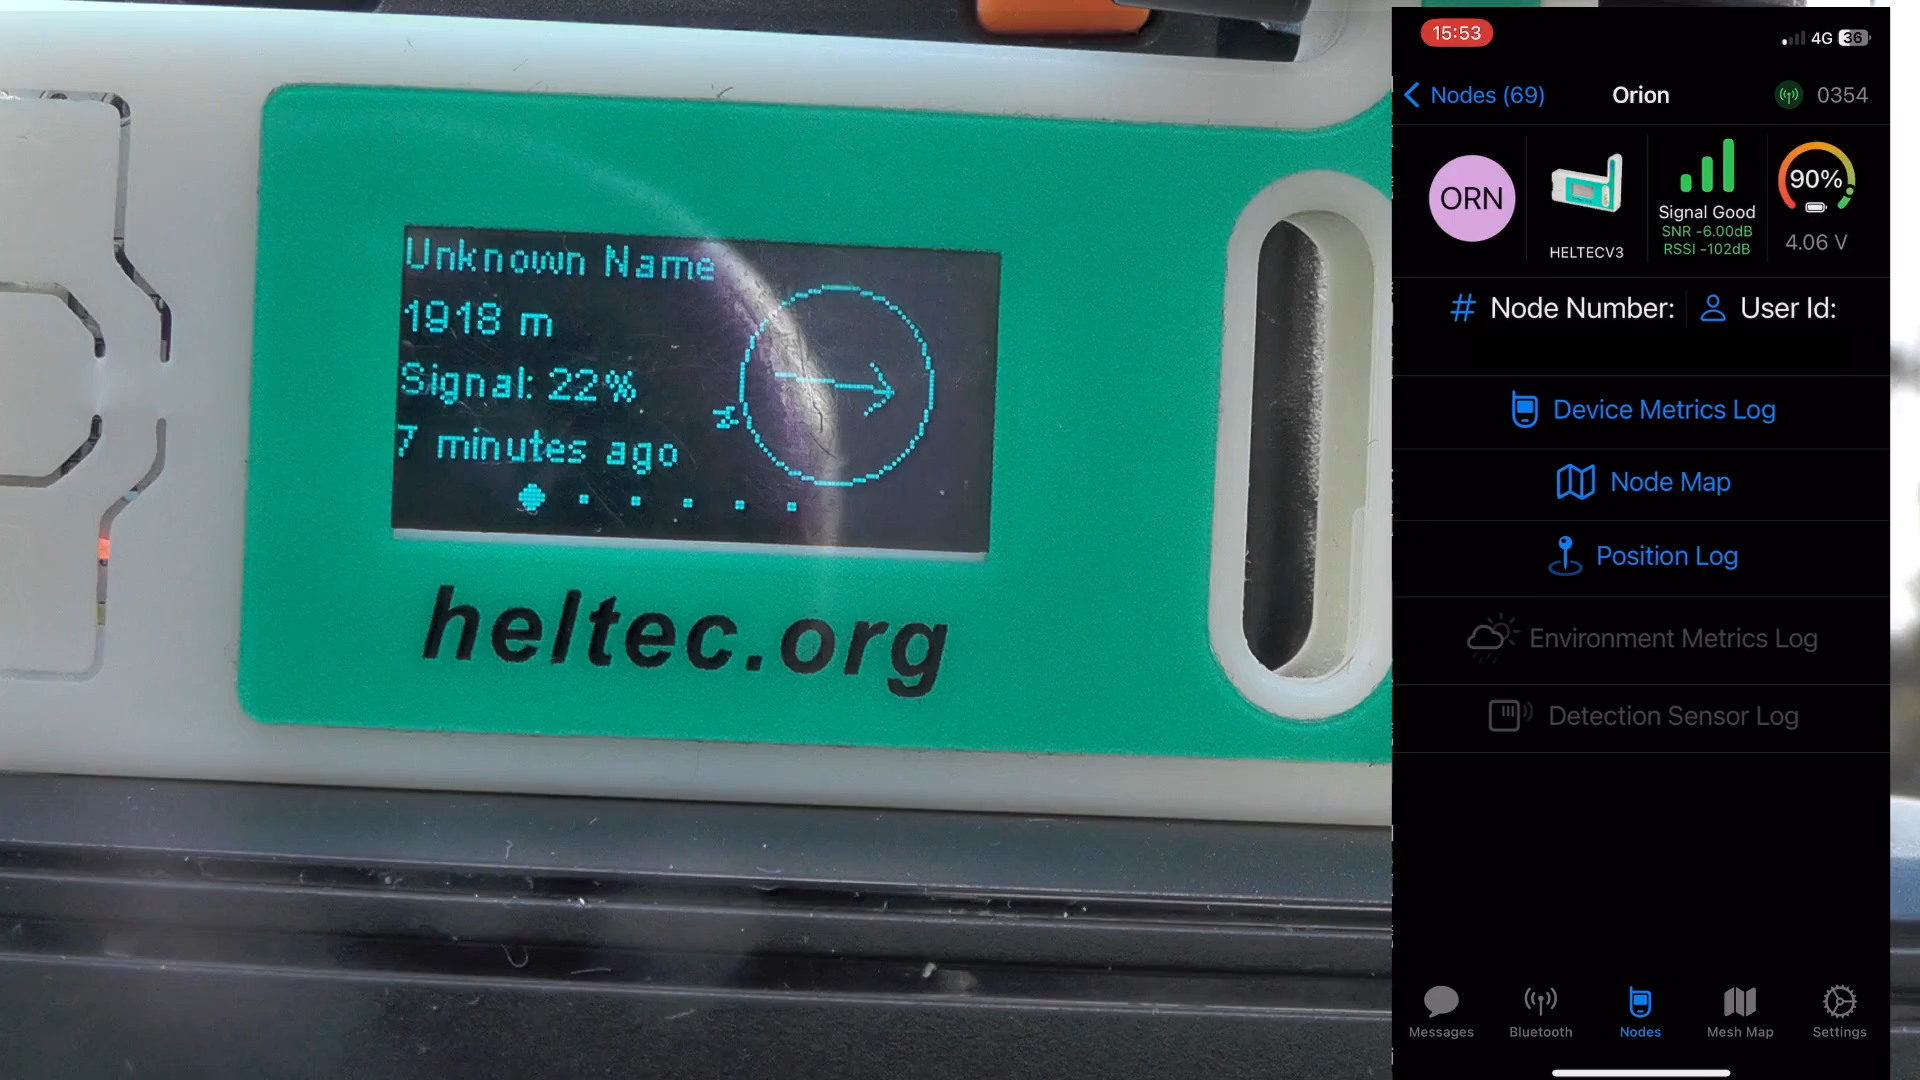 Unknown Name
1918 m
Signal: 22%
7 minutes ago
heltec.org
15:53
4G 36
Nodes (69)
Orion
0354
ORN
HELTECV3
Signal Good
SNR -6.00dB
RSSI -102dB
90%
4.06 V
# Node Number:
User Id:
Device Metrics Log
Node Map
Position Log
Environment Metrics Log
Detection Sensor Log
Messages
Bluetooth
Nodes
Mesh Map
Settings